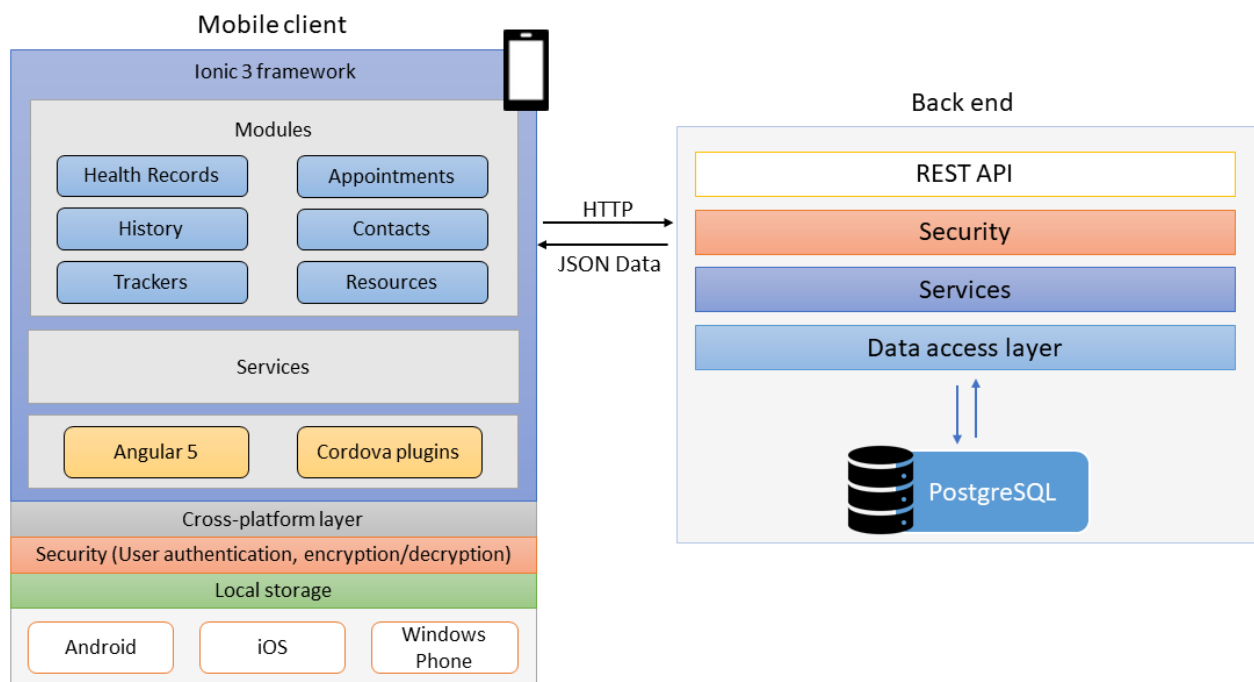 Mobile client
Ionic 3 framework
Modules
Health Records
Appointments
History
Contacts
Trackers
Resources
Services
Angular 5
Cordova plugins
Cross-platform layer
Security (User authentication, encryption/decryption)
Local storage
Android
iOS
Windows
Phone
HTTP
JSON Data
Back end
REST API
Security
Services
Data access layer
PostgreSQL